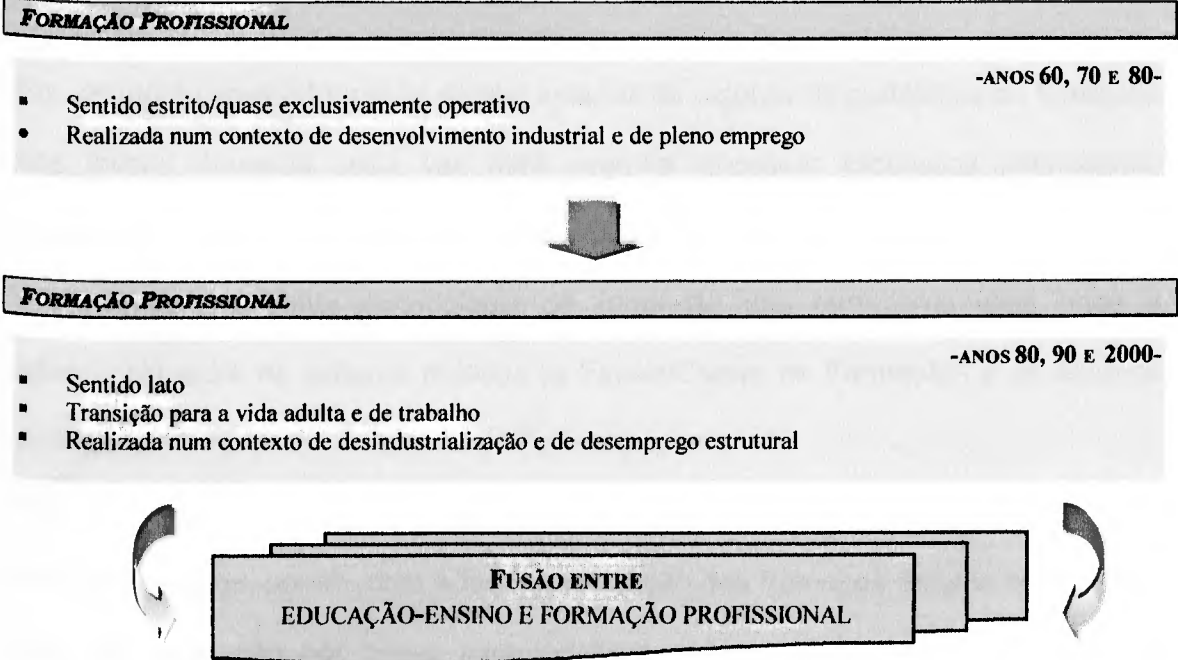 FORMAÇÃO PROFISSIONAL
-ANOS 60, 70 E 80-
▪ Sentido estrito/quase exclusivamente operativo
• Realizada num contexto de desenvolvimento industrial e de pleno emprego
FORMAÇÃO PROFISSIONAL
-ANOS 80, 90 E 2000-
▪ Sentido lato
▪ Transição para a vida adulta e de trabalho
▪ Realizada num contexto de desindustrialização e de desemprego estrutural
FUSÃO ENTRE
EDUCAÇÃO-ENSINO E FORMAÇÃO PROFISSIONAL